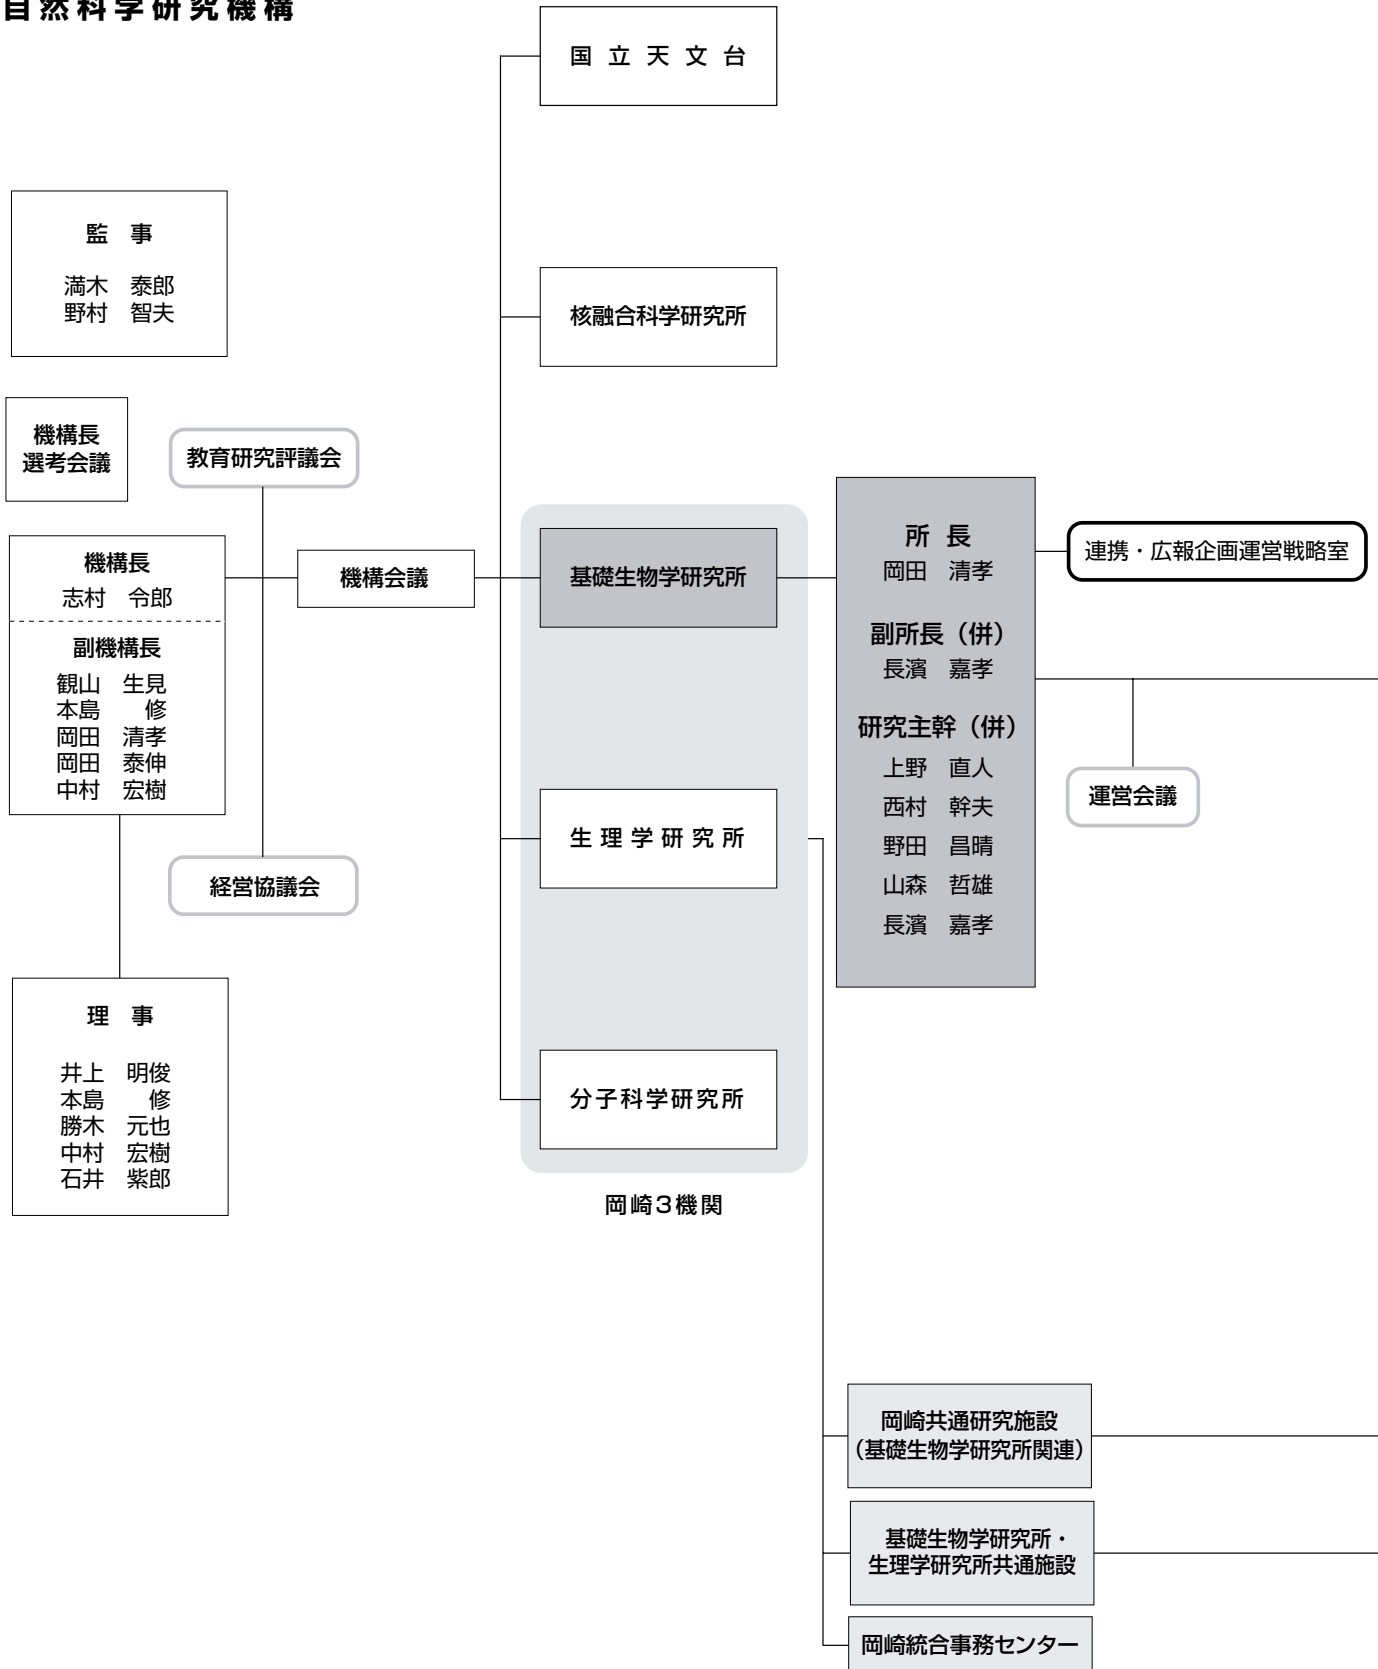 自然科学研究機構
国立天文台
監 事
満木 泰郎
野村 智夫
核融合科学研究所
機構長
選考会議
教育研究評議会
機構長
志村 令郎
副機構長
観山 生見
本島 修
岡田 清孝
岡田 泰伸
中村 宏樹
機構会議
経営協議会
理 事
井上 明俊
本島 修
勝木 元也
中村 宏樹
石井 紫郎
基礎生物学研究所
生理学研究所
分子科学研究所
岡崎3機関
所 長
岡田 清孝
副所長（併）
長濱 嘉孝
研究主幹（併）
上野 直人
西村 幹夫
野田 昌晴
山森 哲雄
長濱 嘉孝
連携・広報企画運営戦略室
運営会議
岡崎共通研究施設
（基礎生物学研究所関連）
基礎生物学研究所・
生理学研究所共通施設
岡崎統合事務センター